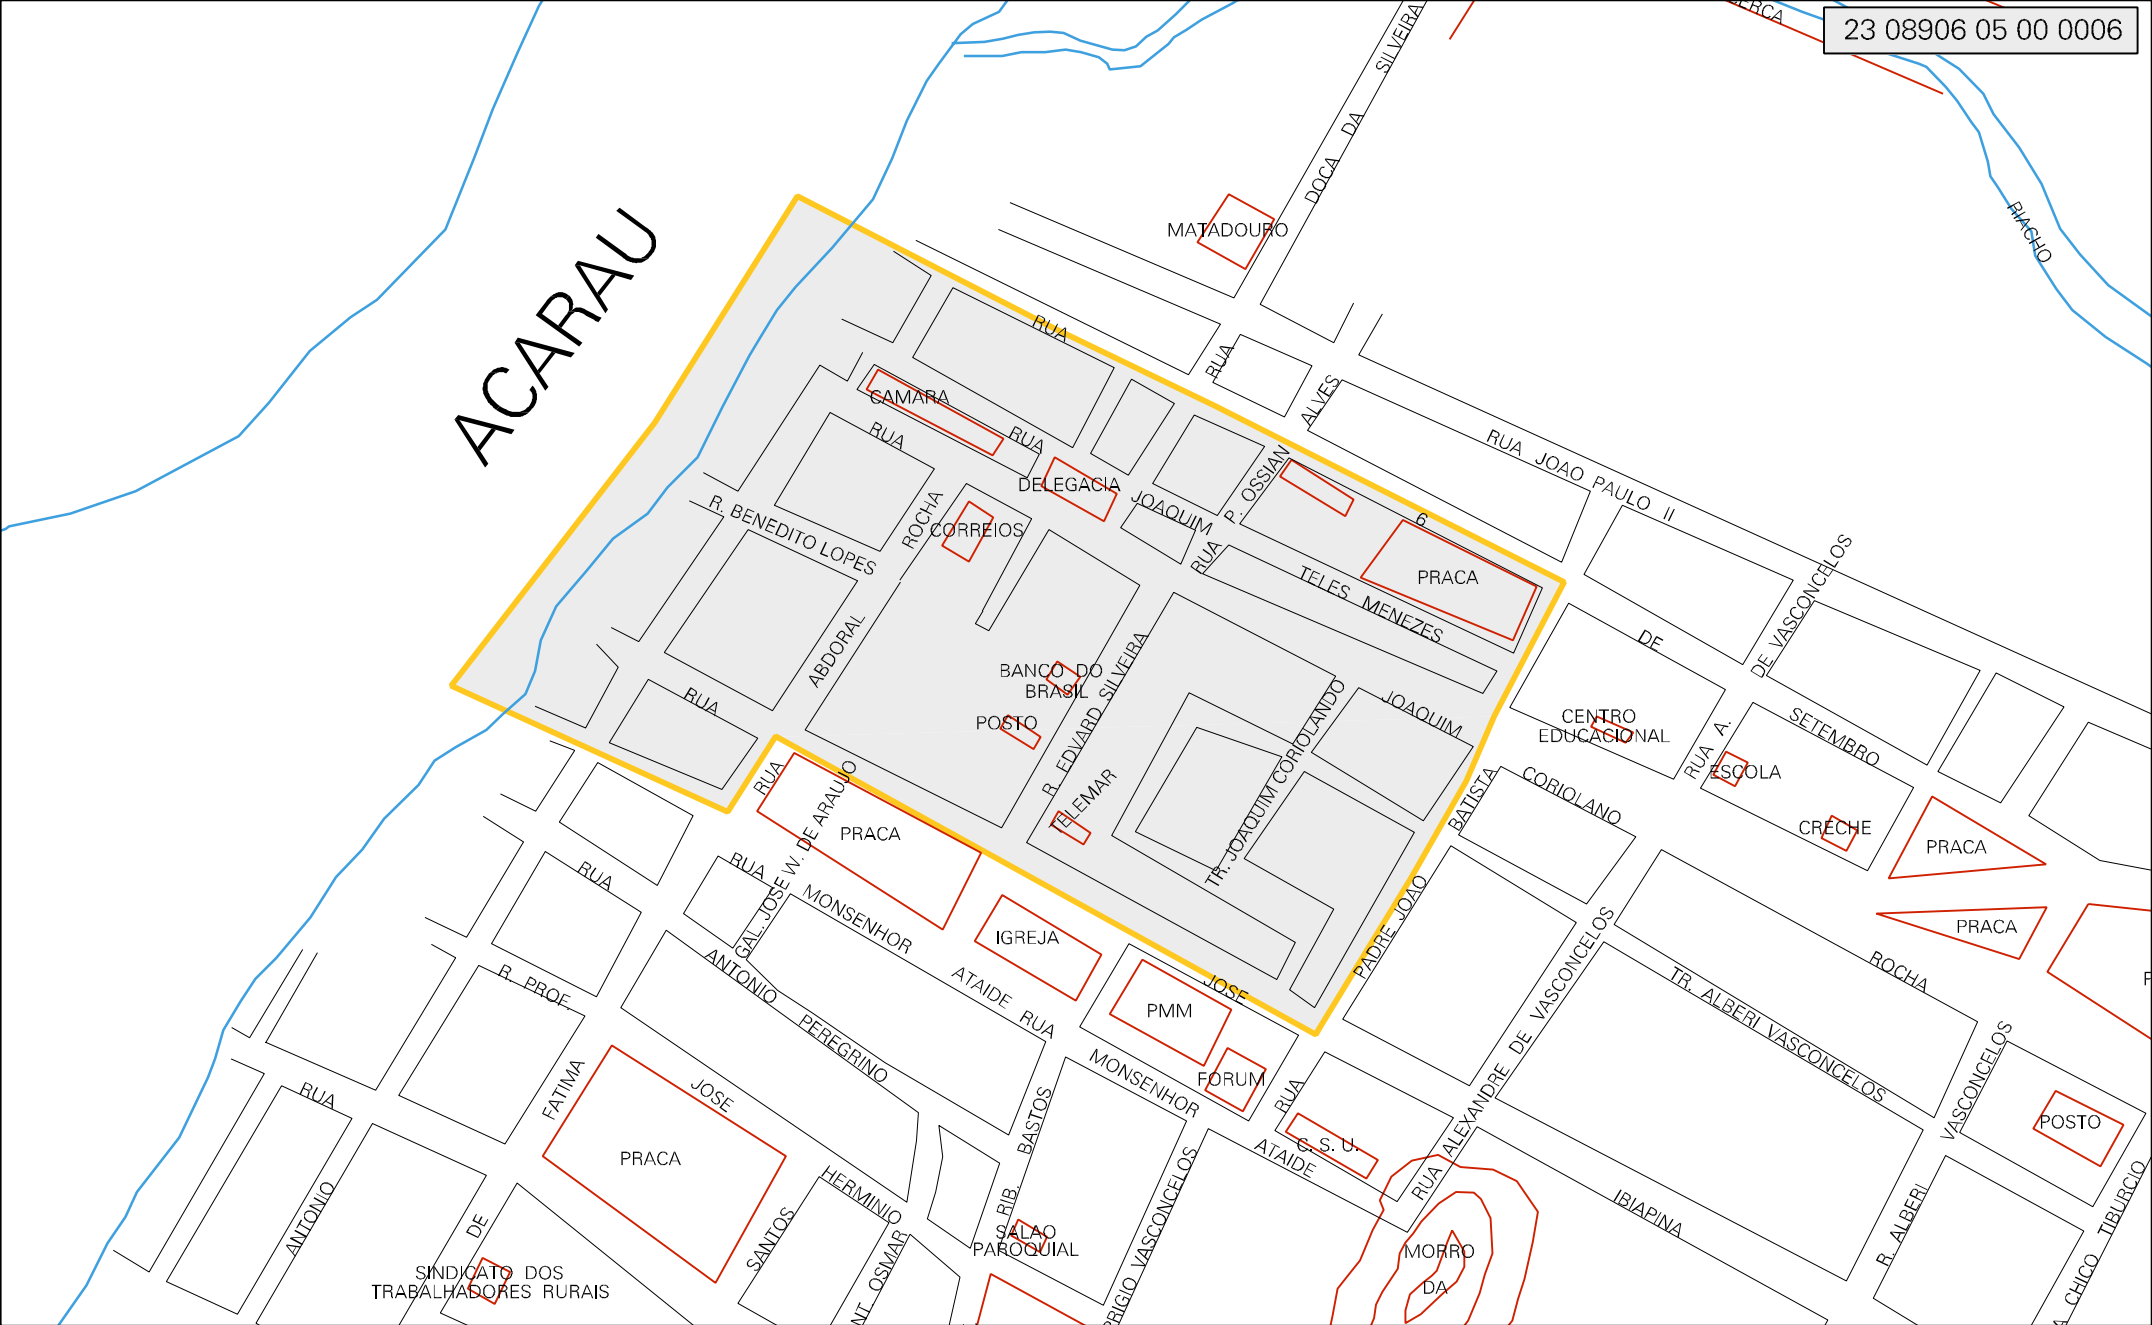 CERCA
23 08906 05 00 0006
SILVEIRA
DA
DOCA
MATADOURO
RIACHO
ACARAU
RUA
RUA
ALVES
CAMARA
RUA
RUA
RUA JOAO PAULO II
DELEGACIA
P. OSSIAN
JOAQUIM
6
ROCHA
CORREIOS
R. BENEDITO LOPES
RUA
TELES MENEZES
PRACA
DE VASCONCELOS
ABDORAL
DE
BANCO DO
BRASIL
R. EDVARD SILVEIRA
RUA
POSTO
TR. JOAQUIM CORIOLANDO
JOAQUIM
CENTRO
EDUCACIONAL
SETEMBRO
RUA A.
ESCOLA
RUA
TELEMAR
BATISTA
CORIOLANO
PRACA
GAL. JOSE W. DE ARAUJO
CRECHE
PRACA
RUA
RUA
MONSENHOR
PADRE JOAO
PRACA
IGREJA
ANTONIO
ATAIDE RUA
JOSE
PMM
ROCHA
R. PROF.
PEREGRINO
TR. ALBERI VASCONCELOS
FORUM
MONSENHOR
RUA
RUA ALEXANDRE DE VASCONCELOS
FATIMA
JOSE
RUA
BASTOS
VASCONCELOS
POSTO
PRACA
C. S. U.
ATAIDE
HERMINIO
RIB.
IBIAPINA
ANTONIO
DE
SANTOS
SALAO
PAROQUIAL
PRIGIO VASCONCELOS
R. ALBERI
TIBURCIO
SINDICATO DOS
TRABALHADORES RURAIS
NT. OSMAR
MORRO
DA
A CHICO